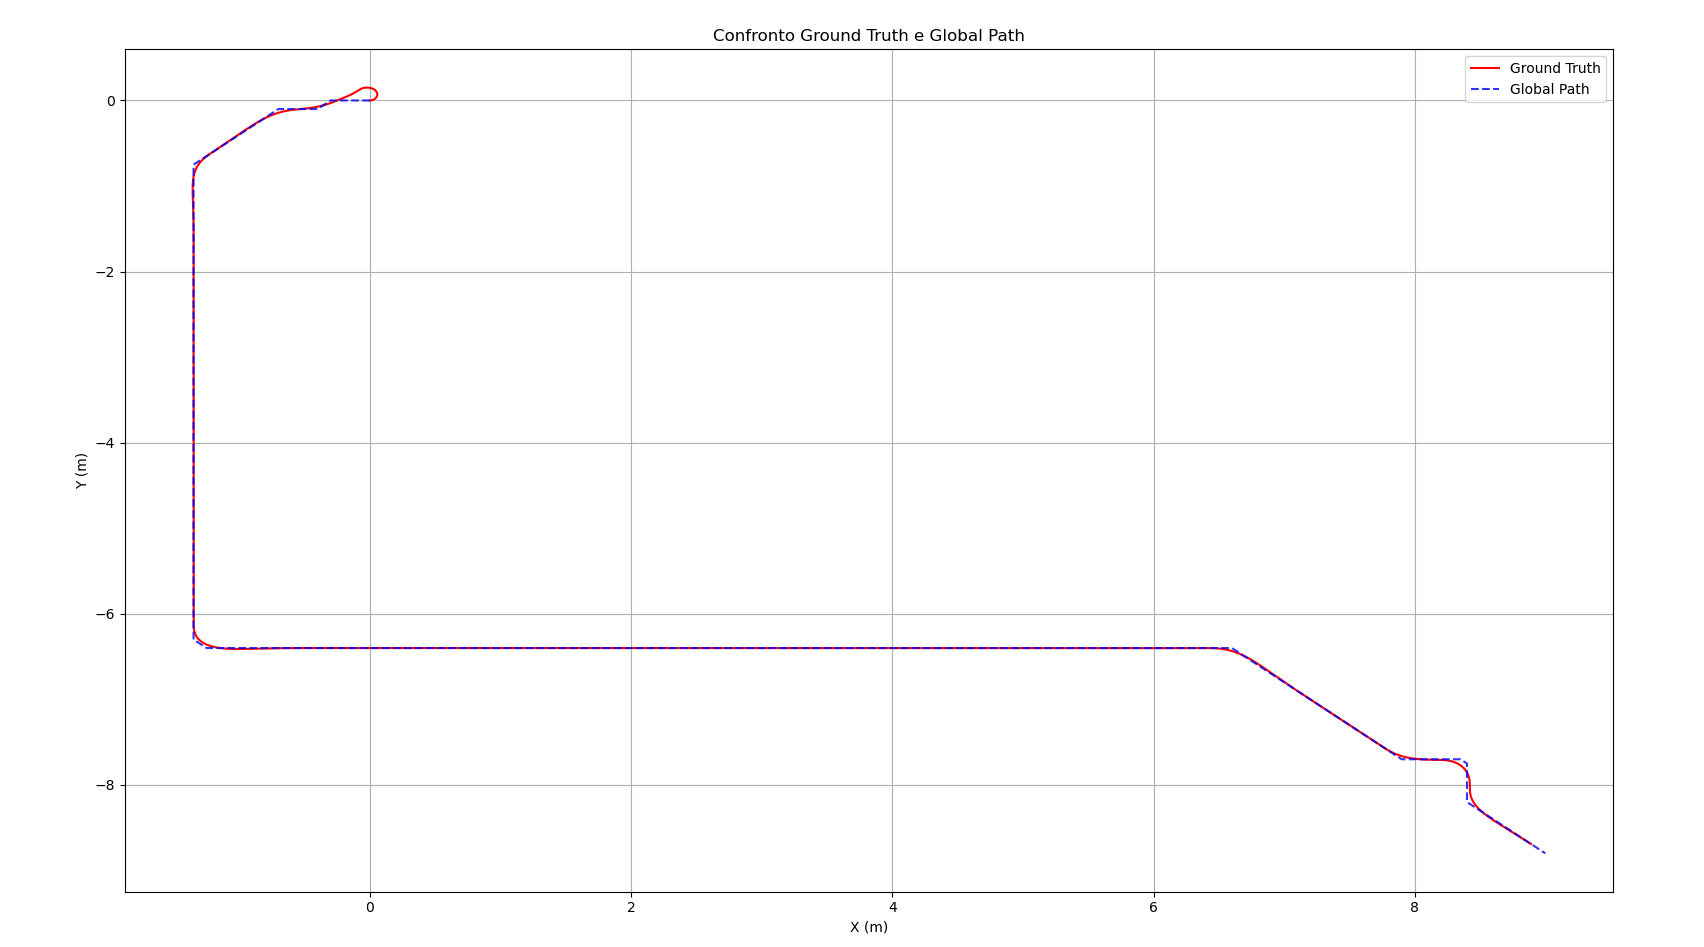 Confronto Ground Truth e Global Path
Ground Truth
Global Path
0
−2
−4
−6
−8
Y (m)
0
2
4
6
8
X (m)